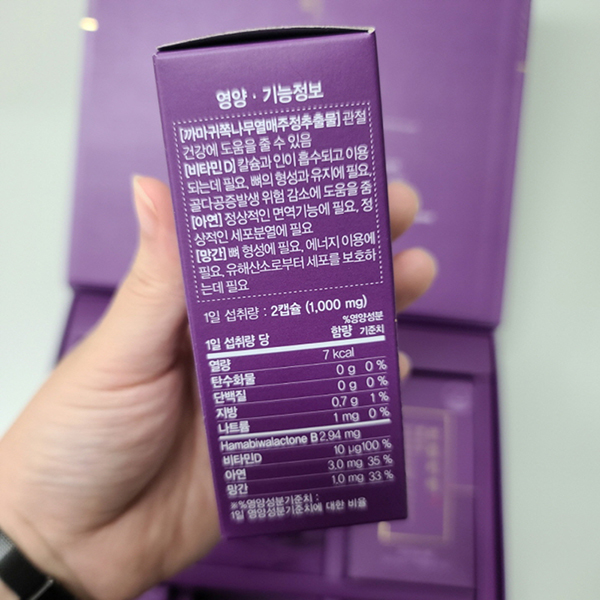 영양 · 기능정보
[까마귀쪽나무열매주정추출물] 관절
건강에 도움을 줄 수 있음
[비타민 D] 칼슘과 인이 흡수되고 이용
되는데 필요, 뼈의 형성과 유지에 필요,
골다공증발생 위험 감소에 도움을 줌
[아연] 정상적인 면역기능에 필요, 정
상적인 세포분열에 필요
[망간] 뼈 형성에 필요, 에너지 이용에
필요, 유해산소로부터 세포를 보호하
는데 필요
1일 섭취량 : 2캡슐 (1,000 mg)
1일 섭취량 당 함량 %영양성분 기준치
열량 7 kcal
탄수화물 0 g 0 %
단백질 0 g 0 %
지방 0.7 g 1 %
나트륨 1 mg 0 %
Hamabiwalactone B 2.94 mg
비타민D 10 µg 100 %
아연 3.0 mg 35 %
망간 1.0 mg 33 %
※%영양성분기준치 :
1일 영양성분기준치에 대한 비율